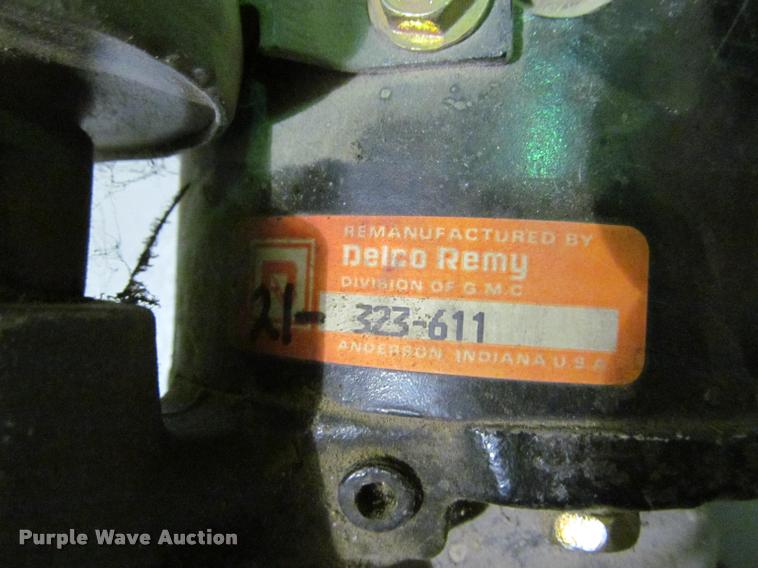 REMANUFACTURED BY
Delco Remy
DIVISION OF G.M.C
21- 323-611
ANDERSON, INDIANA U.S.A
Purple Wave Auction